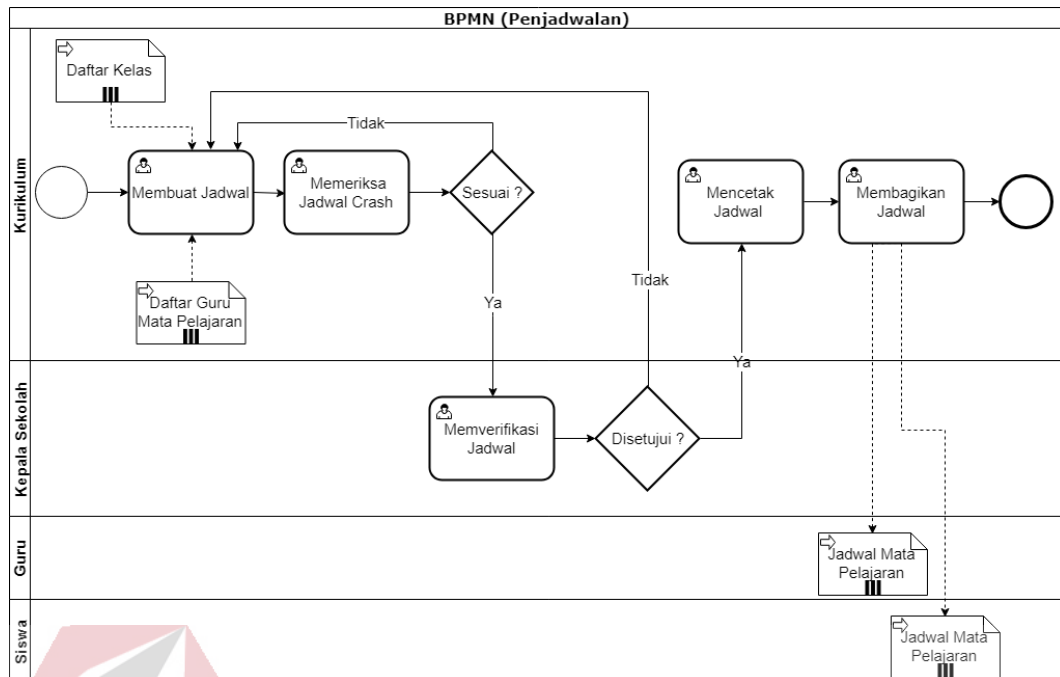 BPMN (Penjadwalan)
Kurikulum
Daftar Kelas
Membuat Jadwal
Daftar Guru
Mata Pelajaran
Memeriksa
Jadwal Crash
Sesuai ?
Tidak
Ya
Tidak
Ya
Mencetak
Jadwal
Membagikan
Jadwal
Kepala Sekolah
Memverifikasi
Jadwal
Disetujui ?
Guru
Jadwal Mata
Pelajaran
Siswa
Jadwal Mata
Pelajaran